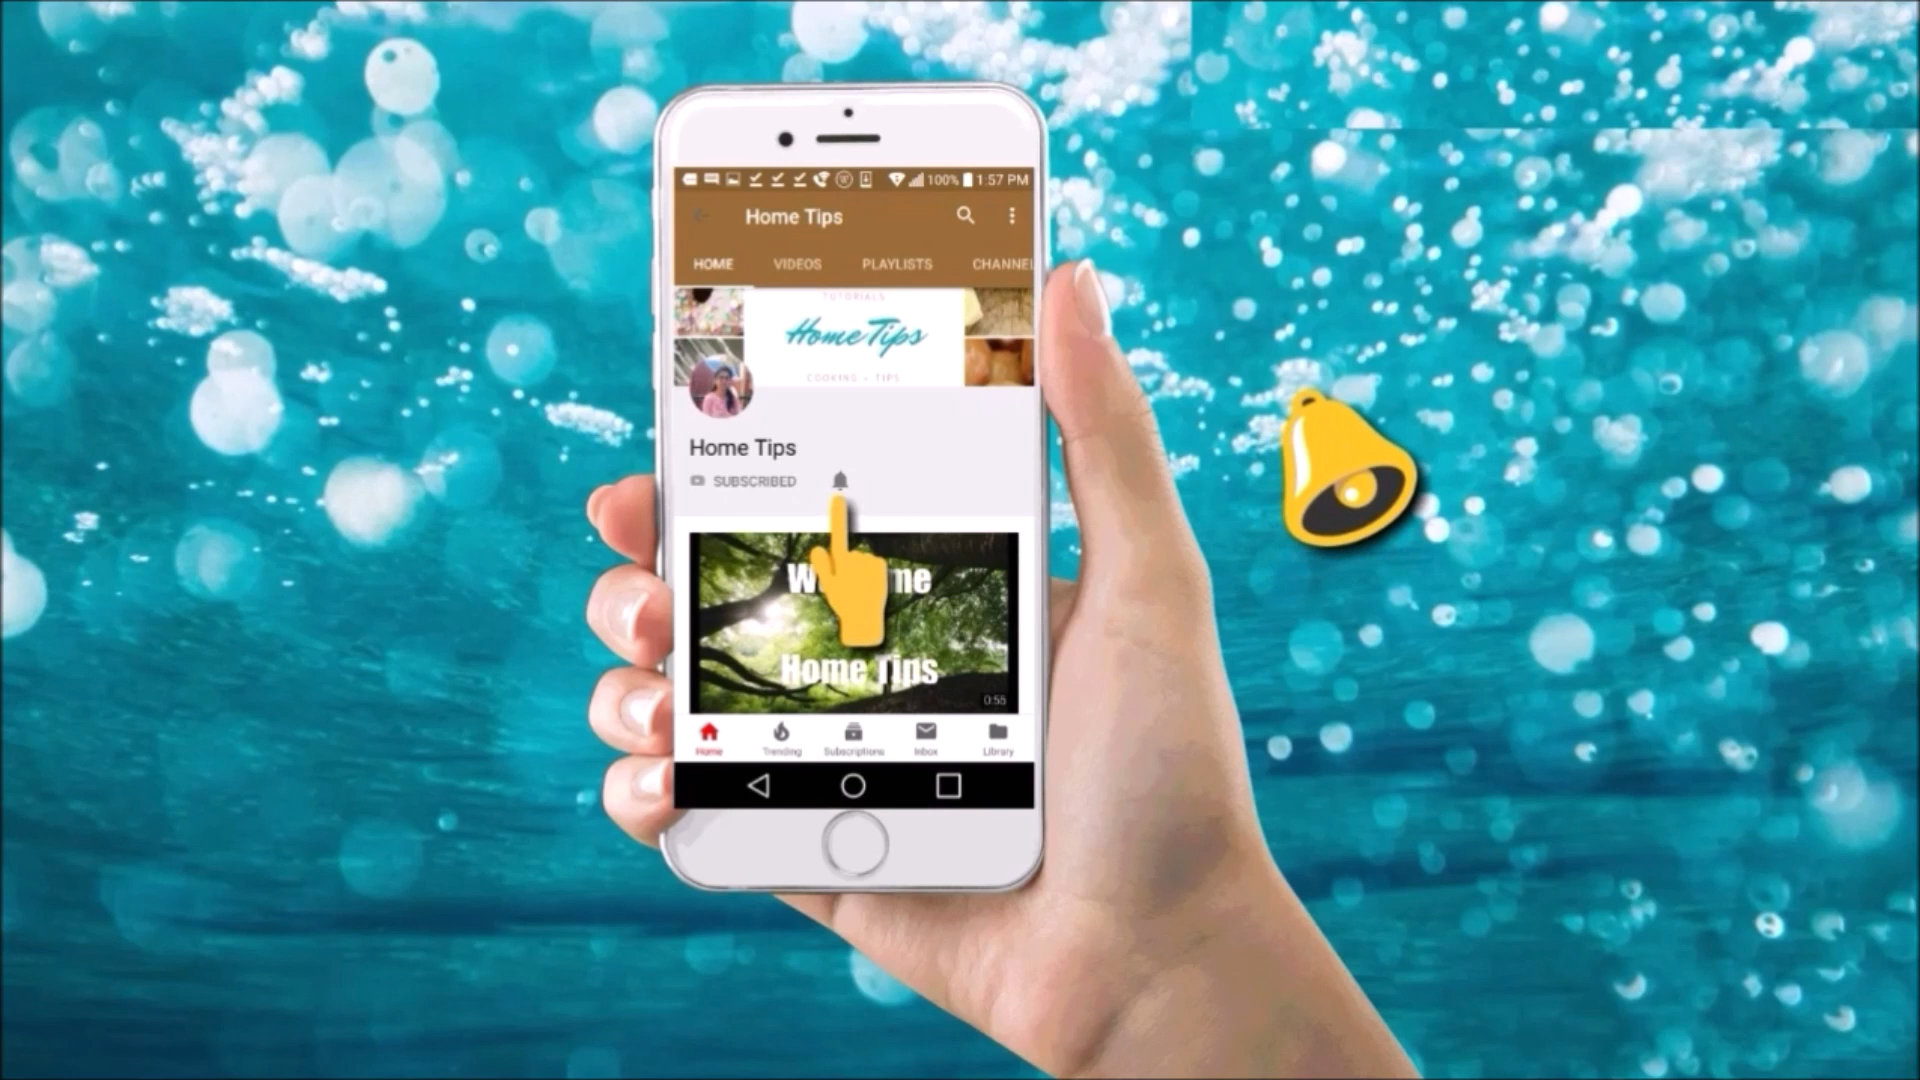 100% 1:57 PM
Home Tips
HOME VIDEOS PLAYLISTS CHANNEL
TUTORIALS
Home Tips
COOKING - TIPS
Home Tips
SUBSCRIBED
W me
Home Tips
0:55
Home Trending Subscriptions Inbox Library